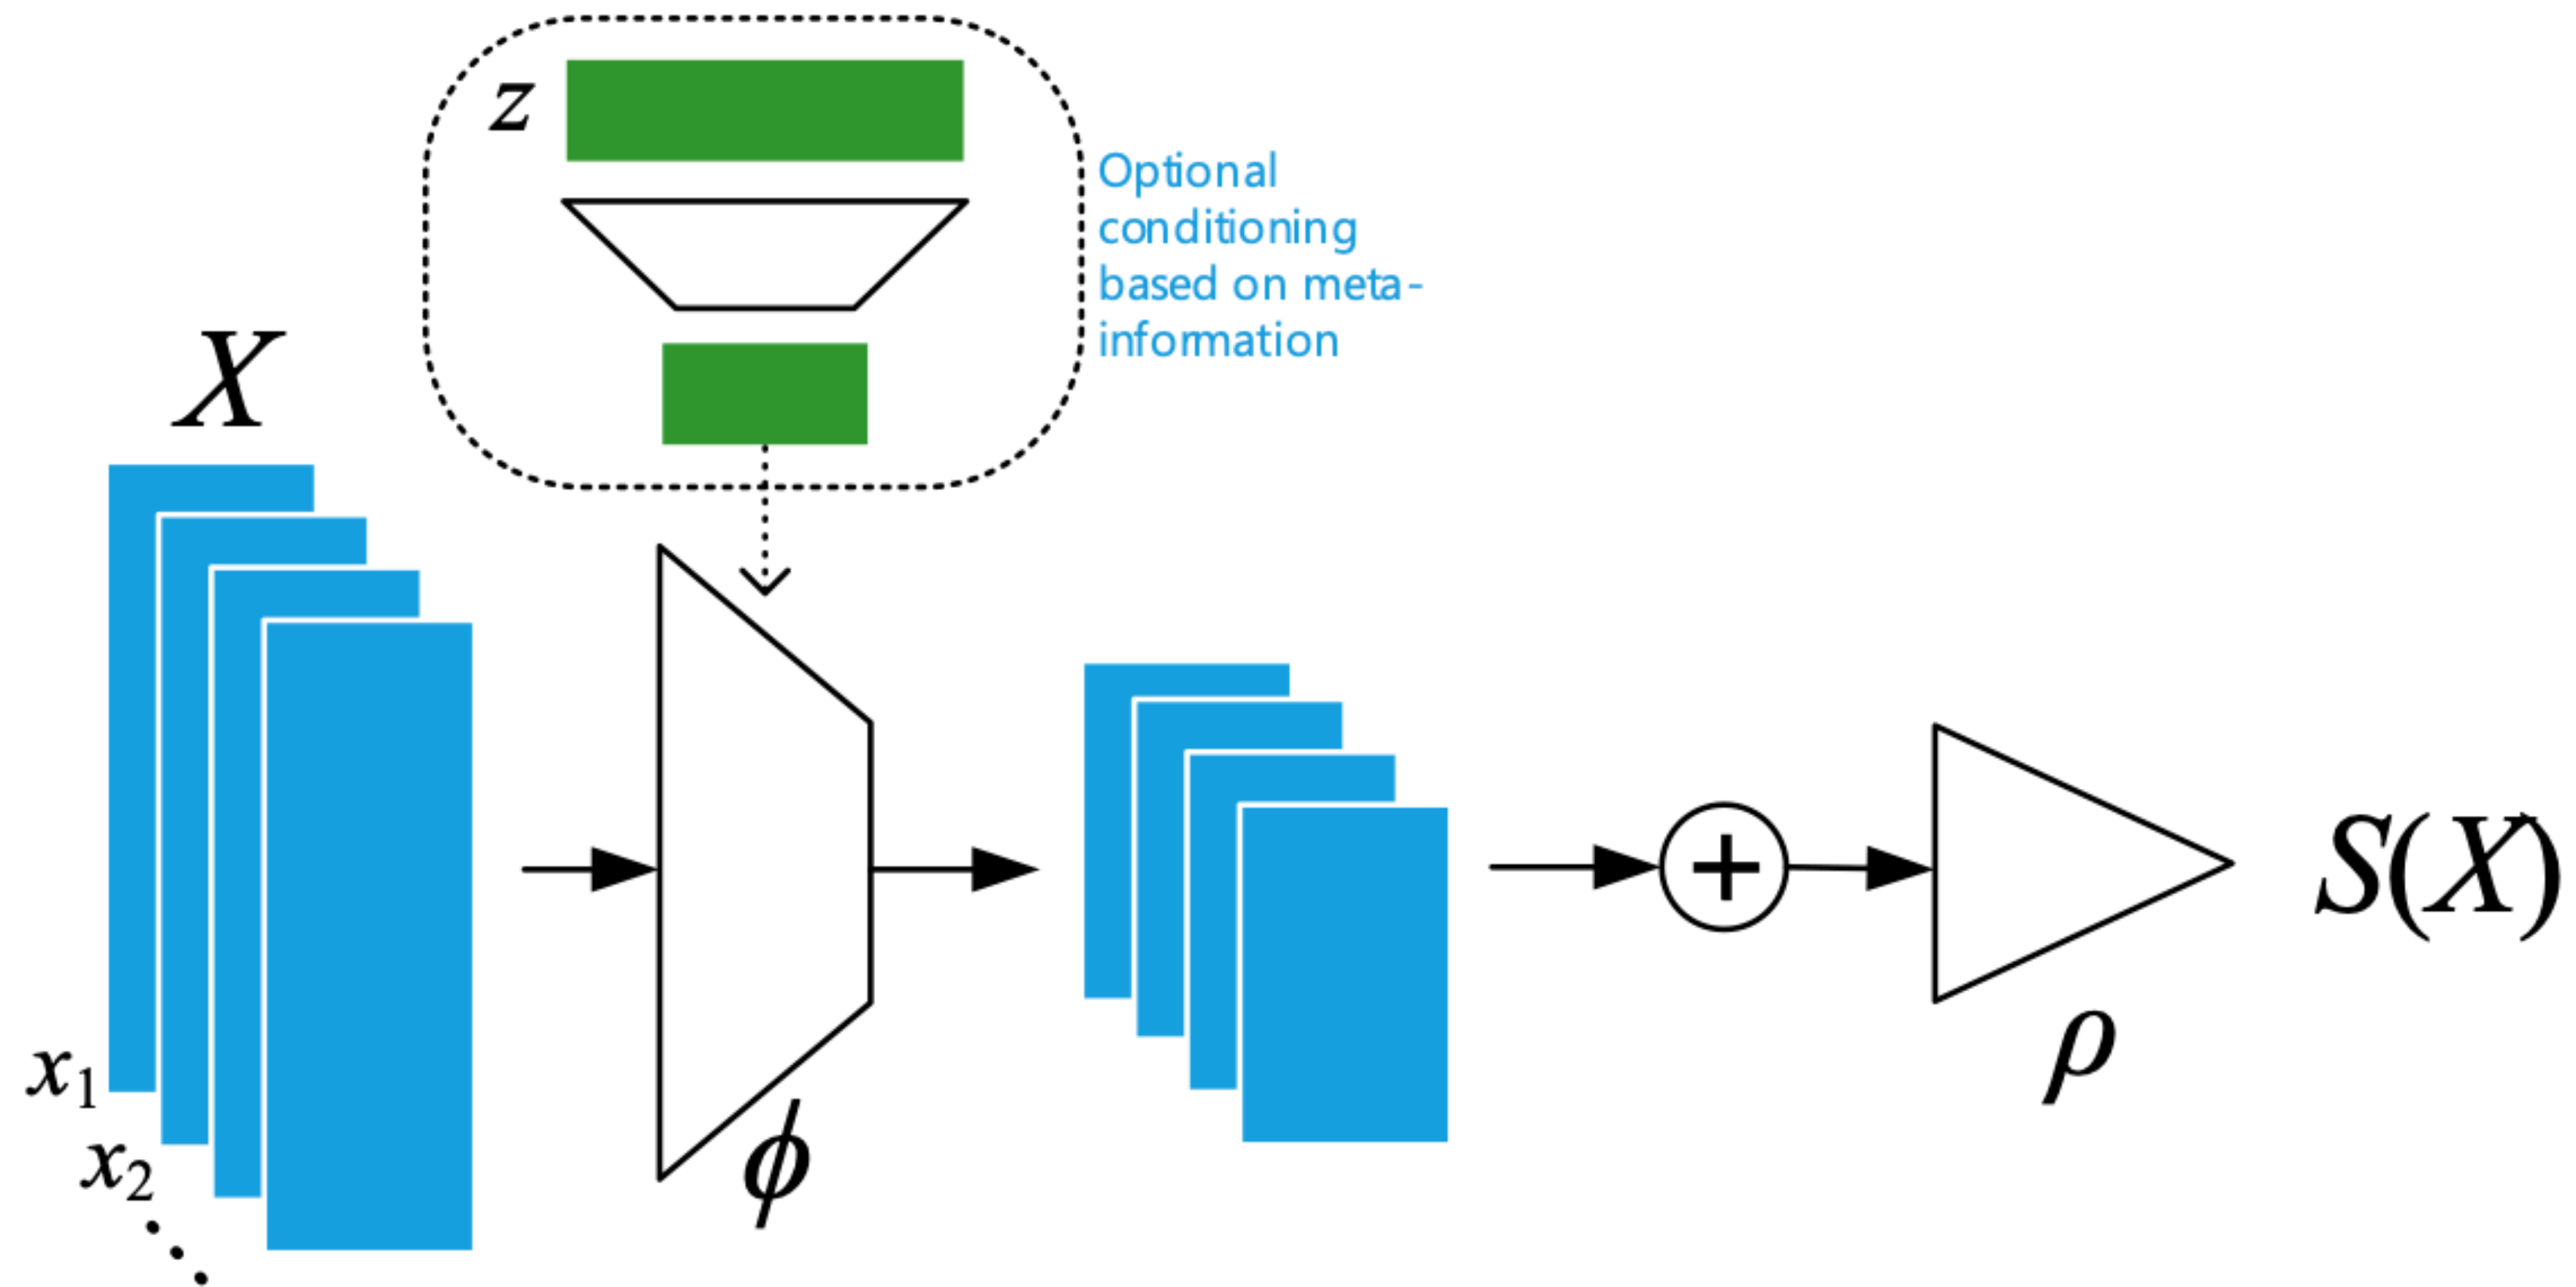 z
Optional
conditioning
based on meta-
information
X
x₁
x₂
ϕ
+
ρ
S(X)